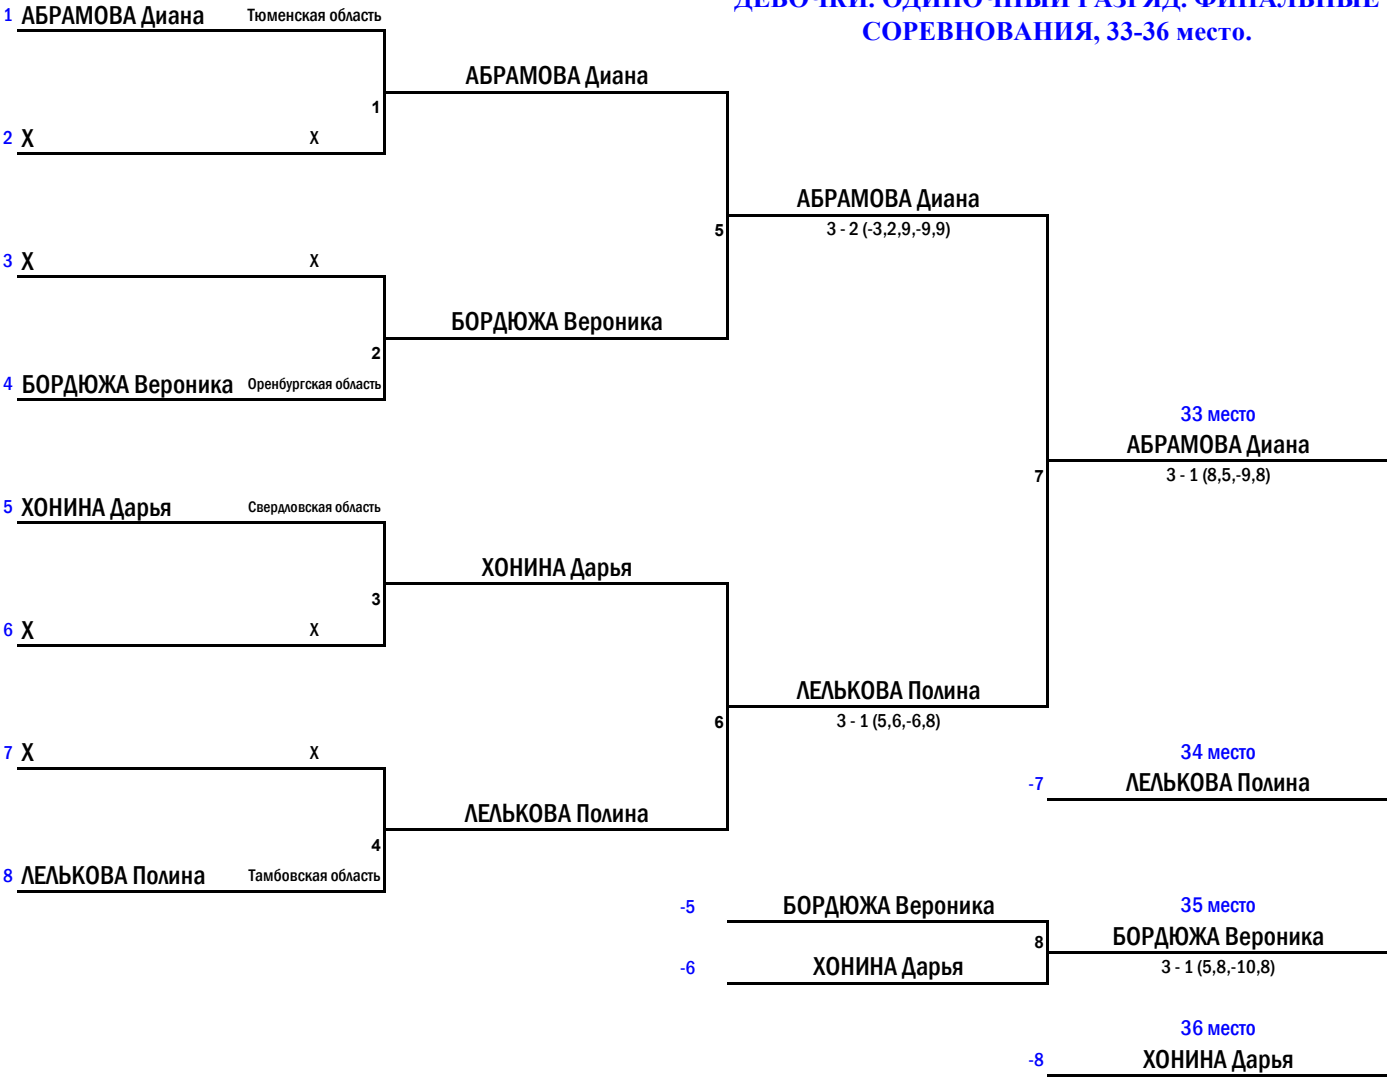 ДЕВОЧКИ. ОДИНОЧНЫЙ РАЗРЯД. ФИНАЛЬНЫЕ
СОРЕВНОВАНИЯ, 33-36 место.
1 АБРАМОВА Диана Тюменская область
АБРАМОВА Диана
1
2 X X
АБРАМОВА Диана
5 3 - 2 (-3,2,9,-9,9)
3 X X
БОРДЮЖА Вероника
2
4 БОРДЮЖА Вероника Оренбургская область
33 место
АБРАМОВА Диана
7 3 - 1 (8,5,-9,8)
5 ХОНИНА Дарья Свердловская область
ХОНИНА Дарья
3
6 X X
ЛЕЛЬКОВА Полина
6 3 - 1 (5,6,-6,8)
7 X X
34 место
-7 ЛЕЛЬКОВА Полина
ЛЕЛЬКОВА Полина
4
8 ЛЕЛЬКОВА Полина Тамбовская область
-5 БОРДЮЖА Вероника 35 место
8 БОРДЮЖА Вероника
-6 ХОНИНА Дарья 3 - 1 (5,8,-10,8)
36 место
-8 ХОНИНА Дарья